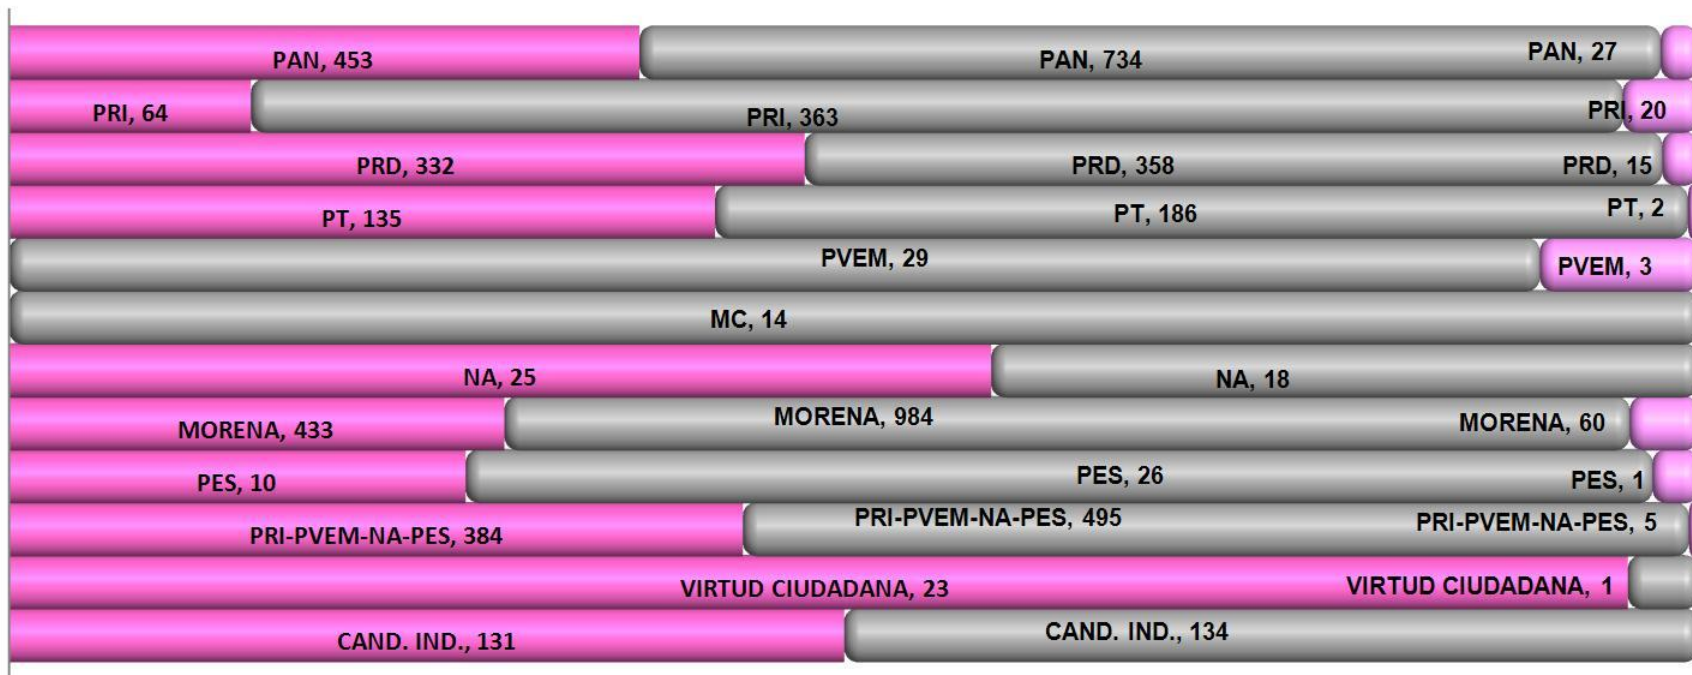 PAN, 453 PAN, 734 PAN, 27
PRI, 64 PRI, 363 PRI, 20
PRD, 332 PRD, 358 PRD, 15
PT, 135 PT, 186 PT, 2
PVEM, 29 PVEM, 3
MC, 14
NA, 25 NA, 18
MORENA, 433 MORENA, 984 MORENA, 60
PES, 10 PES, 26 PES, 1
PRI-PVEM-NA-PES, 384 PRI-PVEM-NA-PES, 495 PRI-PVEM-NA-PES, 5
VIRTUD CIUDADANA, 23 VIRTUD CIUDADANA, 1
CAND. IND., 131 CAND. IND., 134